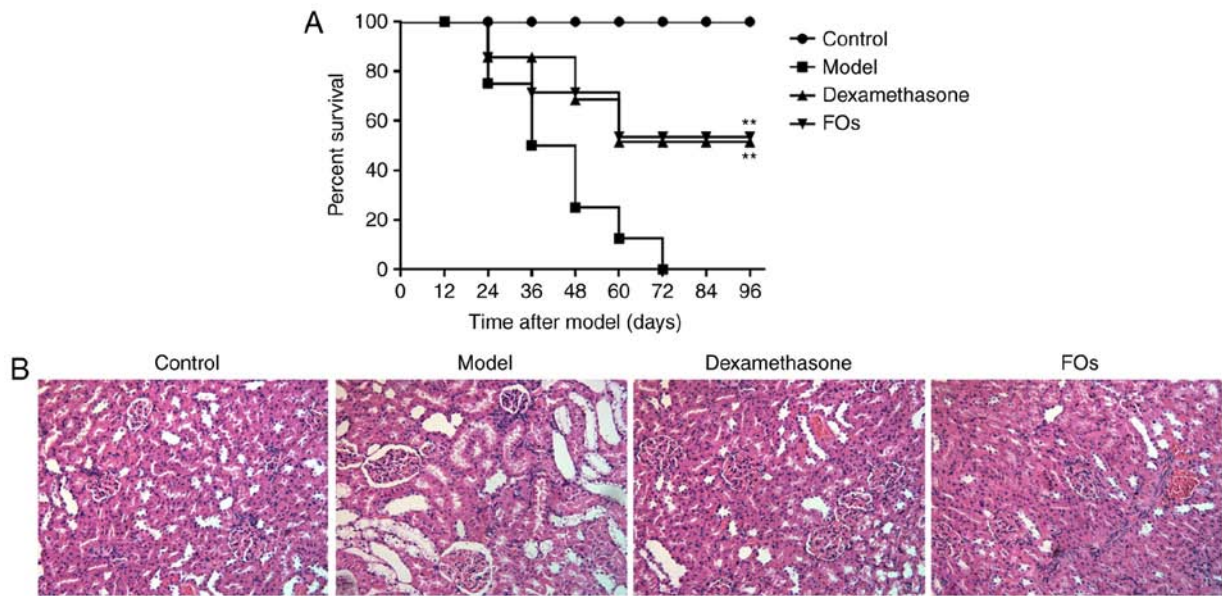 A
Percent survival
100
80
60
40
20
0
0 12 24 36 48 60 72 84 96
Time after model (days)
**
**
Control
Model
Dexamethasone
FOs
B
Control Model Dexamethasone FOs